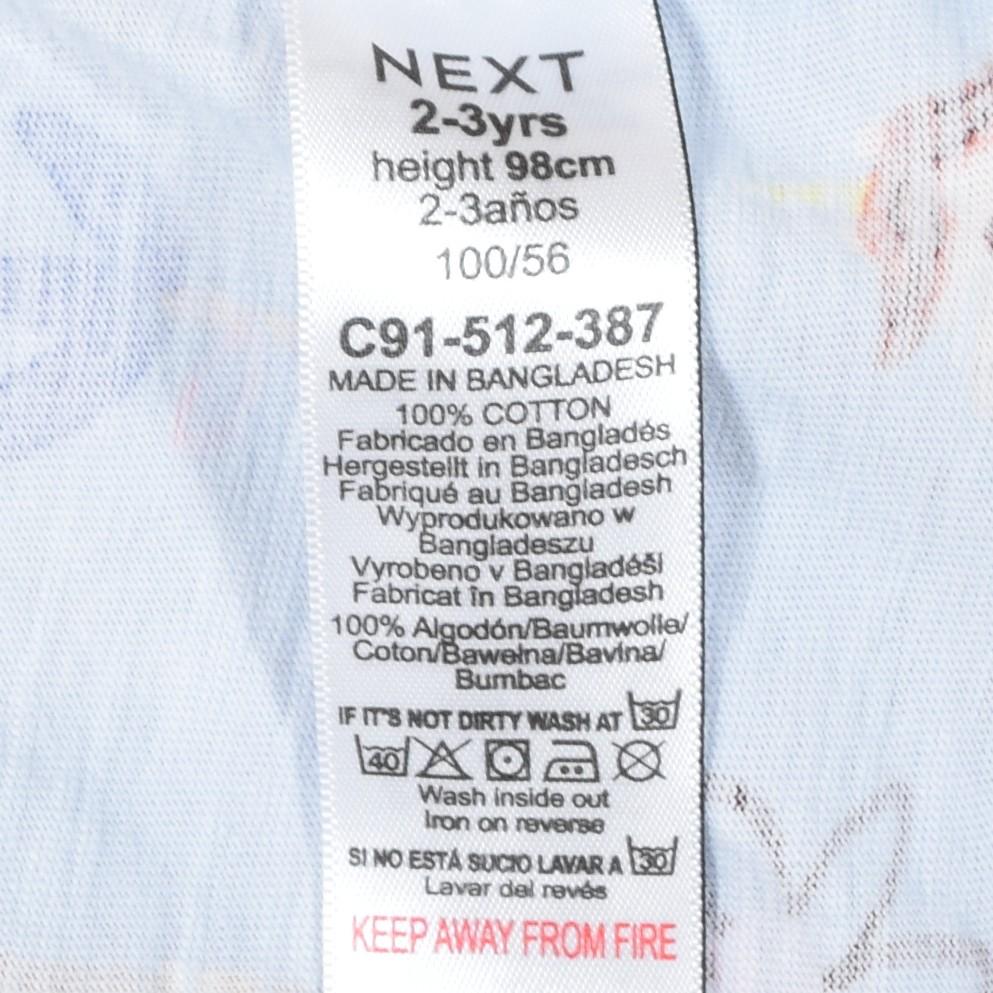 NEXT
2-3yrs
height 98cm
2-3años
100/56
C91-512-387
MADE IN BANGLADESH
100% COTTON
Fabricado en Bangladés
Hergestellt in Bangladesch
Fabriqué au Bangladesh
Wyprodukowano w
Bangladeszu
Vyrobeno v Bangladéši
Fabricat în Bangladesh
100% Algodón/Baumwolle/
Coton/Bawełna/Bavlna/
Bumbac
IF IT'S NOT DIRTY WASH AT 30
40
Wash inside out
Iron on reverse
SI NO ESTÁ SUCIO LAVAR A 30
Lavar del revés
KEEP AWAY FROM FIRE